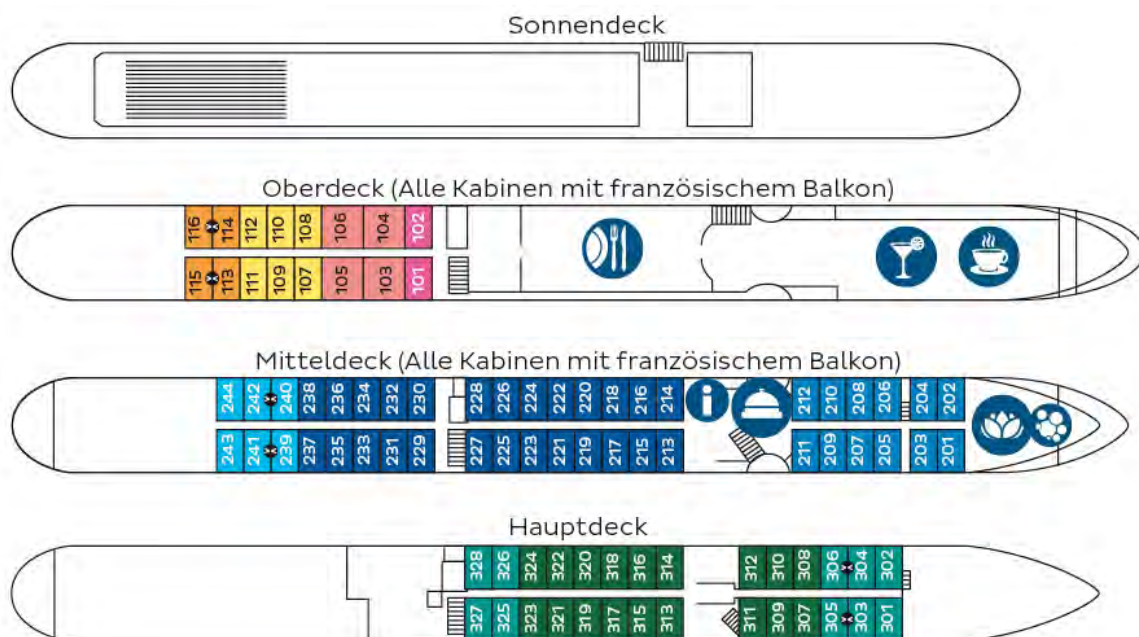 Sonnendeck
Oberdeck (Alle Kabinen mit französischem Balkon)
116 114 112 110 108 106 104 102
115 113 111 109 107 105 103 101
Mitteldeck (Alle Kabinen mit französischem Balkon)
244 242 240 238 236 234 232 230 228 226 224 222 220 218 216 214 i 212 210 208 206 204 202
243 241 239 237 235 233 231 229 227 225 223 221 219 217 215 213 211 209 207 205 203 201
Hauptdeck
328 326 324 322 320 318 316 314 312 310 308 306 304 302
327 325 323 321 319 317 315 313 311 309 307 305 303 301